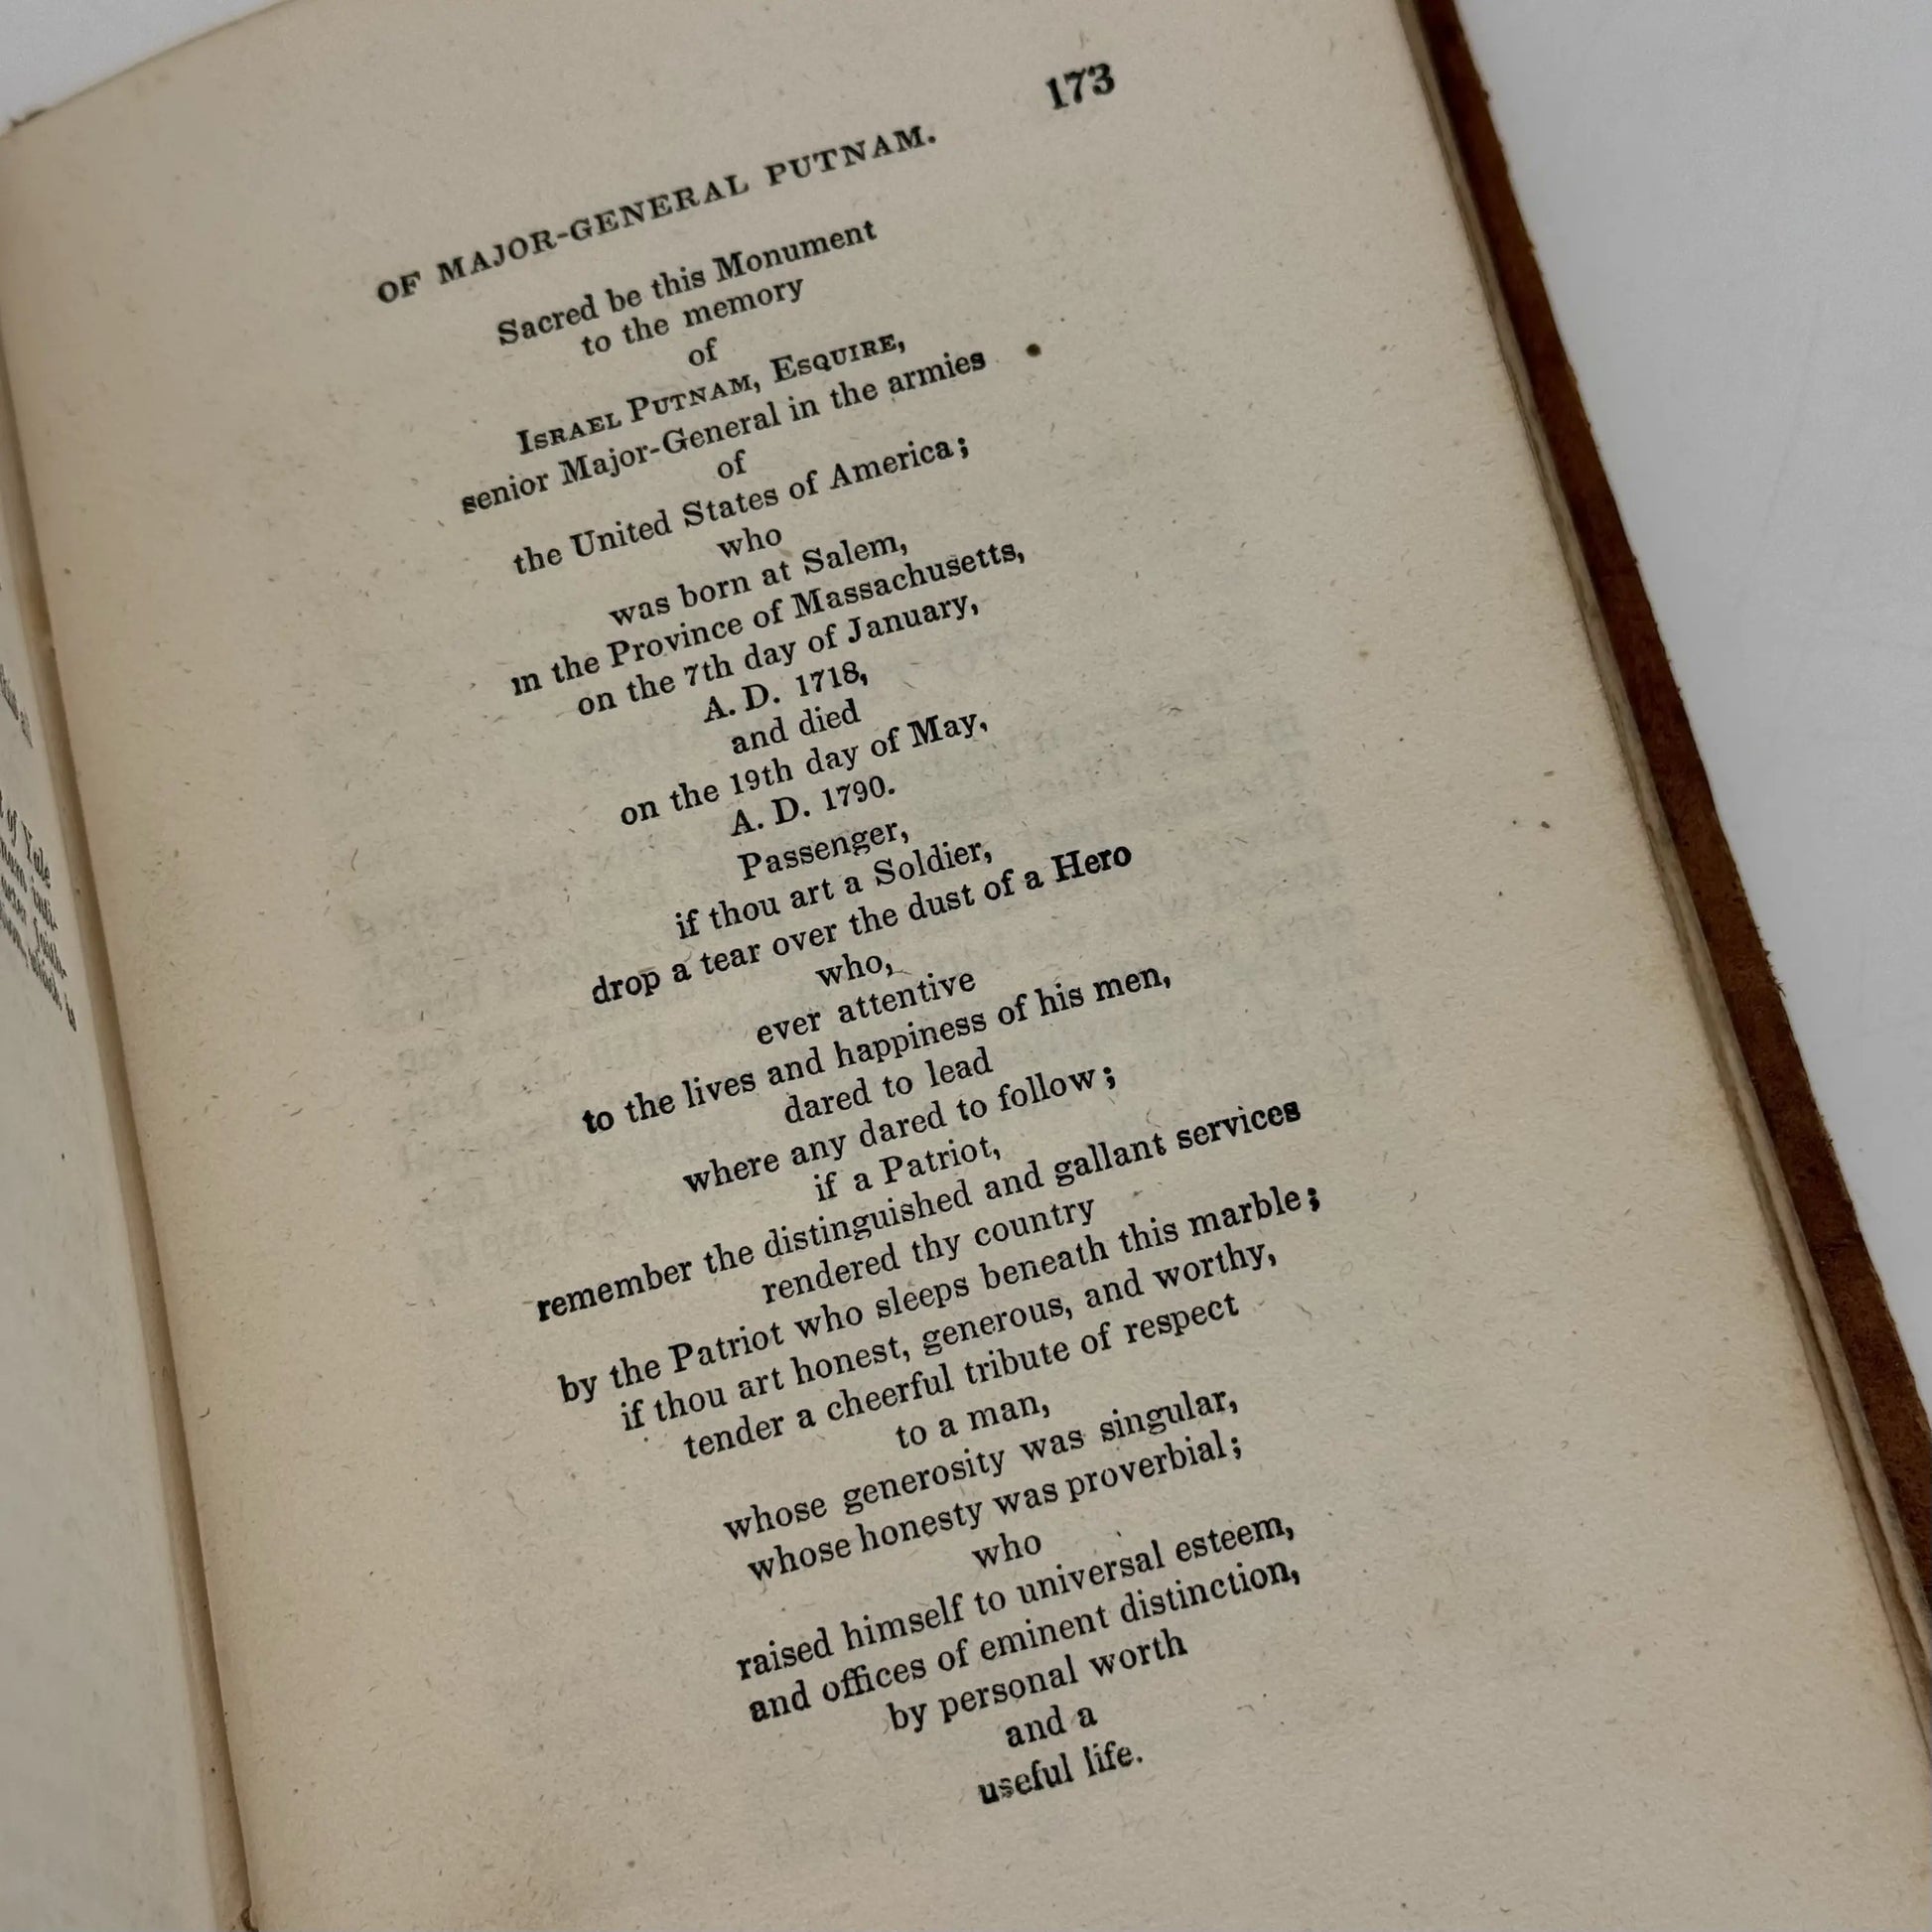 173
OF MAJOR-GENERAL PUTNAM.
Sacred be this Monument
to the memory
of
ISRAEL PUTNAM, ESQUIRE,
senior Major-General in the armies
of
the United States of America;
who
was born at Salem,
in the Province of Massachusetts,
on the 7th day of January,
A. D. 1718,
and died
on the 19th day of May,
A. D. 1790.
Passenger,
if thou art a Soldier,
drop a tear over the dust of a Hero
who,
ever attentive
to the lives and happiness of his men,
dared to lead
where any dared to follow;
if a Patriot,
remember the distinguished and gallant services
rendered thy country
by the Patriot who sleeps beneath this marble;
if thou art honest, generous, and worthy,
tender a cheerful tribute of respect
to a man,
whose generosity was singular,
whose honesty was proverbial;
who
raised himself to universal esteem,
and offices of eminent distinction,
by personal worth
and a
useful life.
of Yale